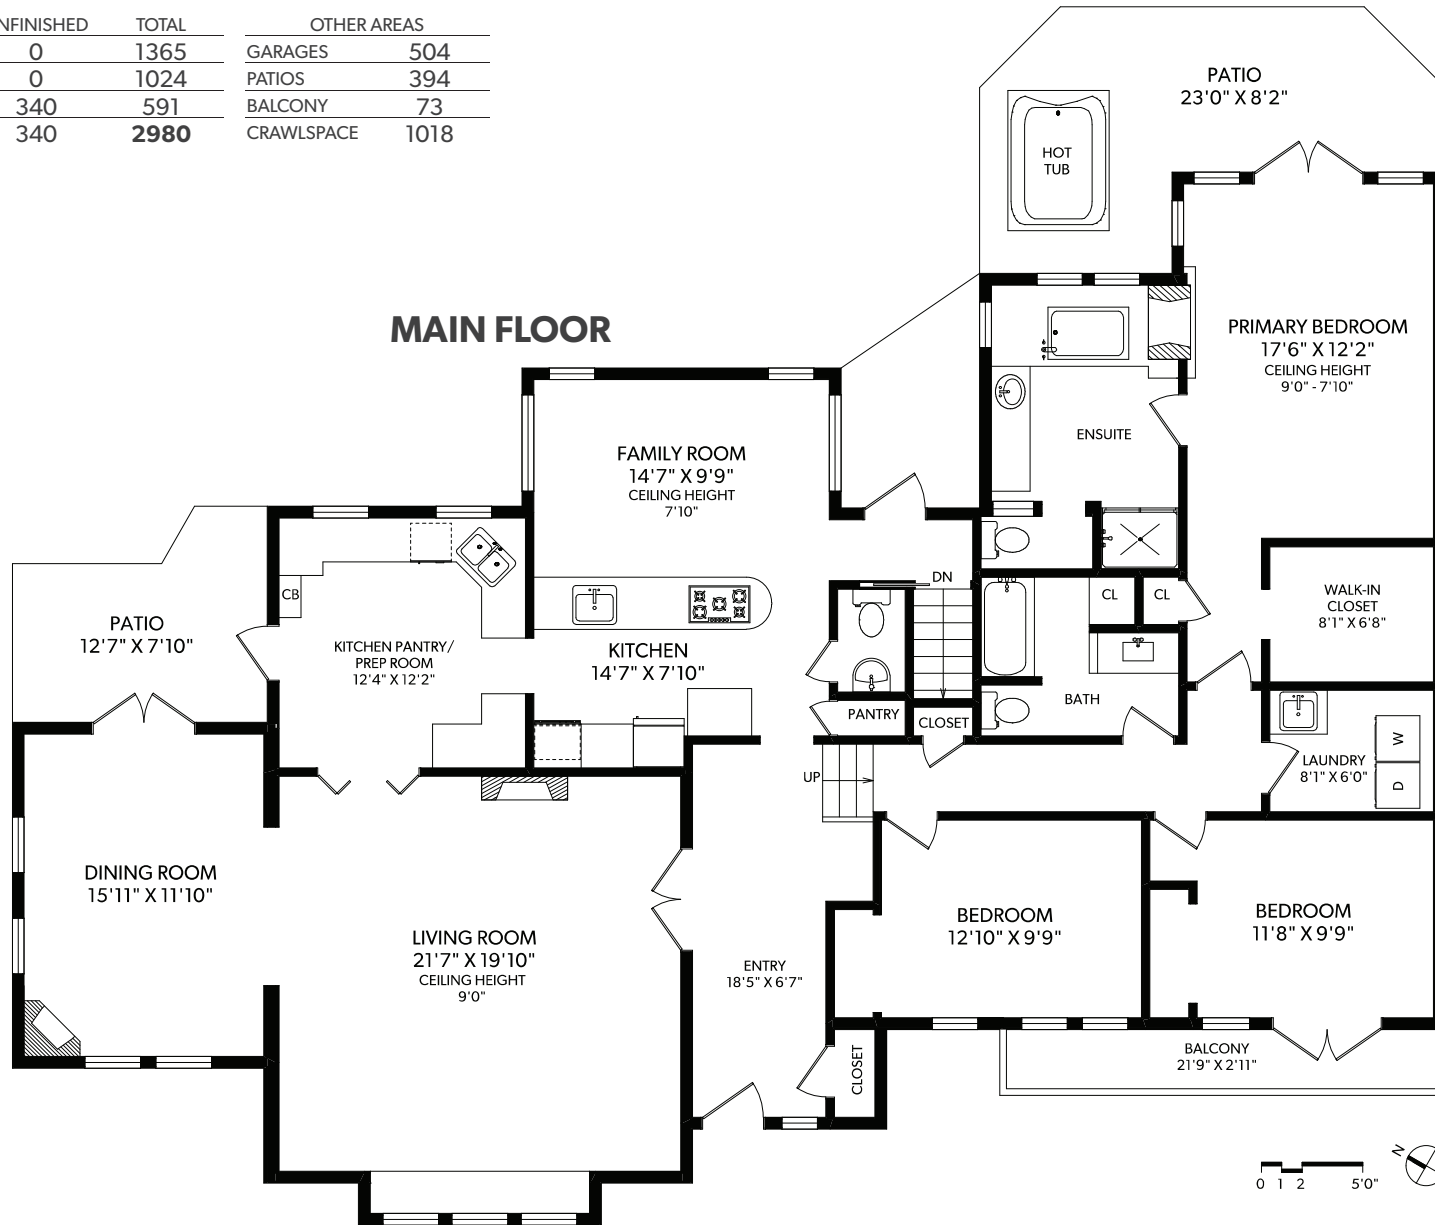 NFINISHED TOTAL OTHER AREAS
0 1365 GARAGES 504
0 1024 PATIOS 394
340 591 BALCONY 73
340 2980 CRAWLSPACE 1018
PATIO
23'0" X 8'2"
HOT
TUB
MAIN FLOOR
PRIMARY BEDROOM
17'6" X 12'2"
CEILING HEIGHT
9'0" - 7'10"
ENSUITE
FAMILY ROOM
14'7" X 9'9"
CEILING HEIGHT
7'10"
DN
CB
CL
CL
WALK-IN
CLOSET
8'1" X 6'8"
PATIO
12'7" X 7'10"
KITCHEN PANTRY/
PREP ROOM
12'4" X 12'2"
KITCHEN
14'7" X 7'10"
BATH
PANTRY
CLOSET
UP
LAUNDRY
8'1" X 6'0"
W
D
DINING ROOM
15'11" X 11'10"
LIVING ROOM
21'7" X 19'10"
CEILING HEIGHT
9'0"
ENTRY
18'5" X 6'7"
BEDROOM
12'10" X 9'9"
BEDROOM
11'8" X 9'9"
CLOSET
BALCONY
21'9" X 2'11"
N
0 1 2 5'0"